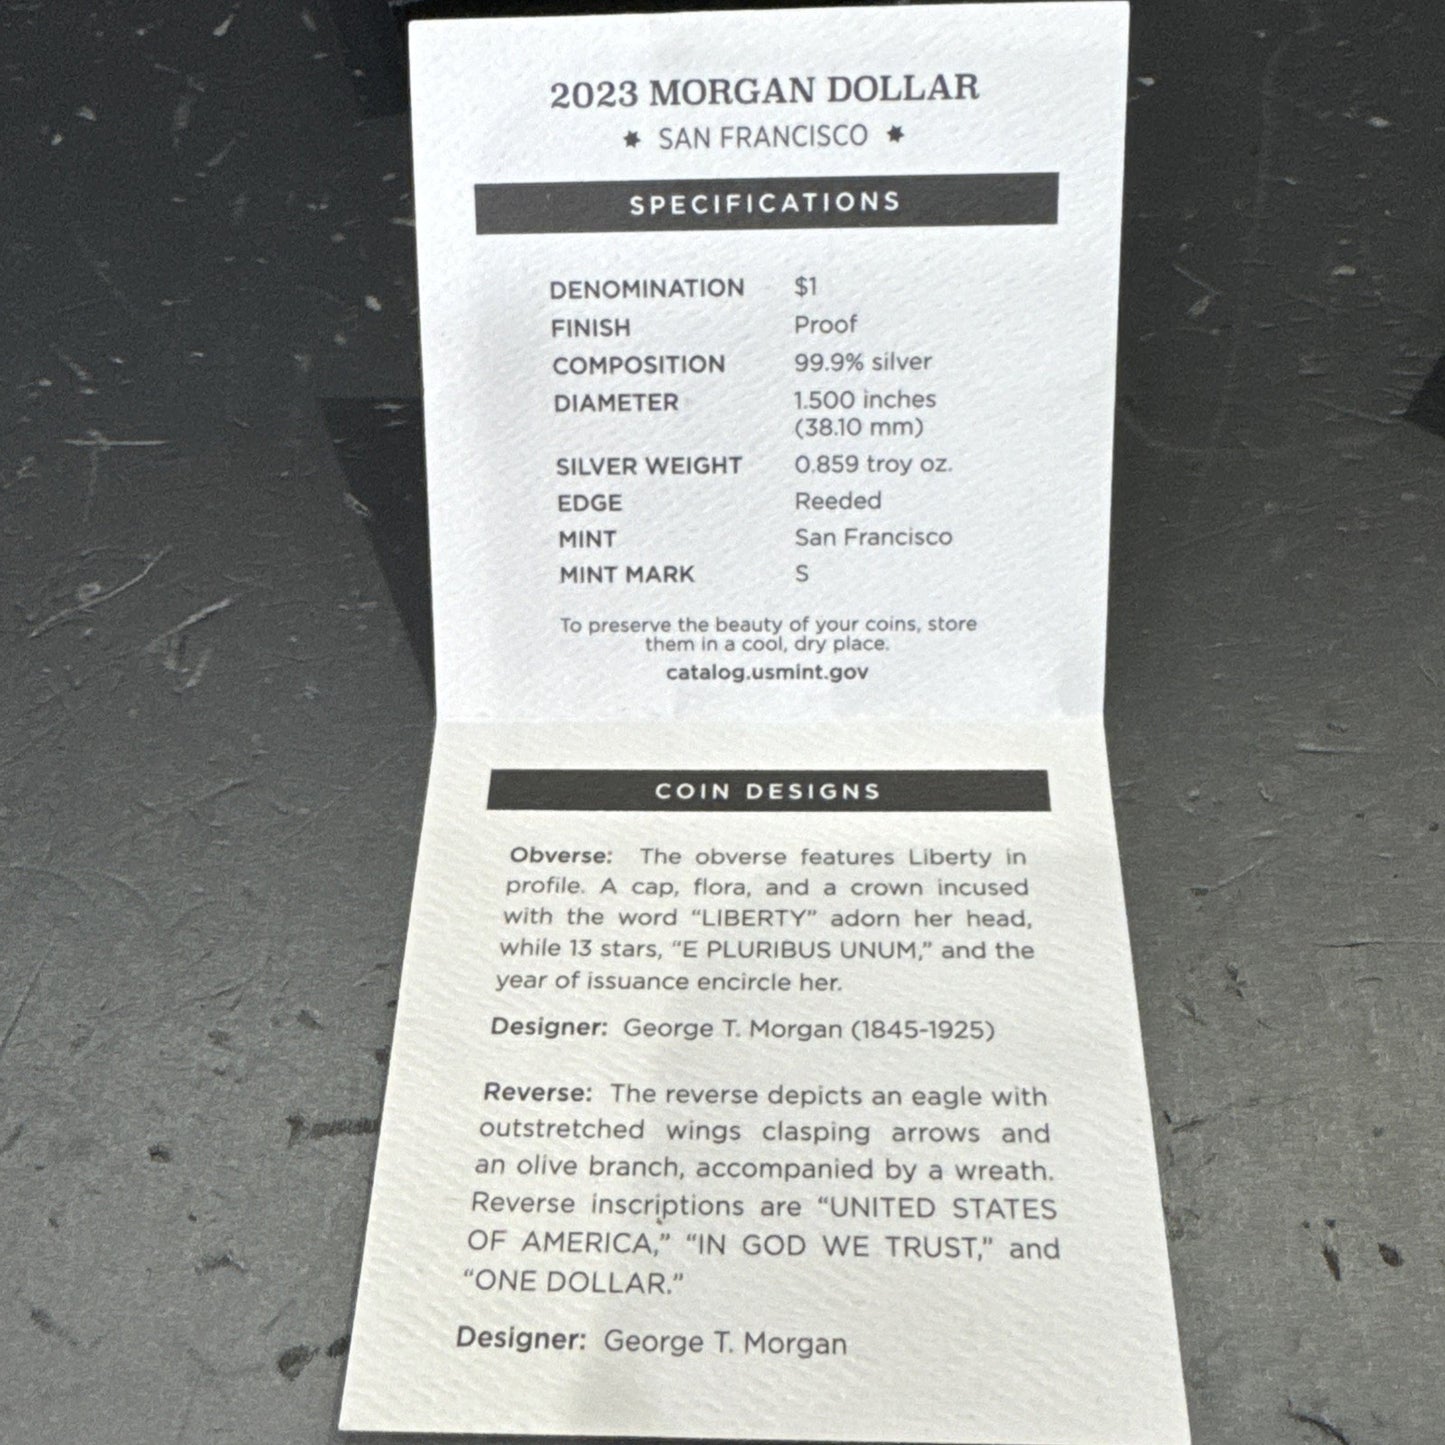 2023 MORGAN DOLLAR
★ SAN FRANCISCO ★
SPECIFICATIONS
DENOMINATION $1
FINISH Proof
COMPOSITION 99.9% silver
DIAMETER 1.500 inches
(38.10 mm)
SILVER WEIGHT 0.859 troy oz.
EDGE Reeded
MINT San Francisco
MINT MARK S
To preserve the beauty of your coins, store
them in a cool, dry place.
catalog.usmint.gov
COIN DESIGNS
Obverse: The obverse features Liberty in
profile. A cap, flora, and a crown incused
with the word “LIBERTY” adorn her head,
while 13 stars, “E PLURIBUS UNUM,” and the
year of issuance encircle her.
Designer: George T. Morgan (1845-1925)
Reverse: The reverse depicts an eagle with
outstretched wings clasping arrows and
an olive branch, accompanied by a wreath.
Reverse inscriptions are “UNITED STATES
OF AMERICA,” “IN GOD WE TRUST,” and
“ONE DOLLAR.”
Designer: George T. Morgan